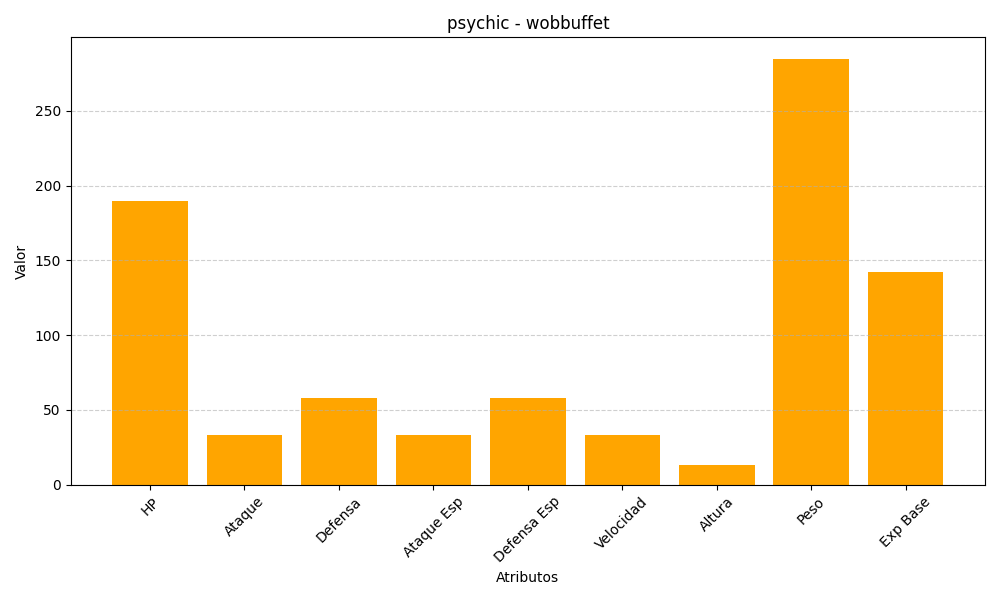 psychic - wobbuffet
Valor
250
200
150
100
50
0
HP
Ataque
Defensa
Ataque Esp
Defensa Esp
Velocidad
Altura
Peso
Exp Base
Atributos